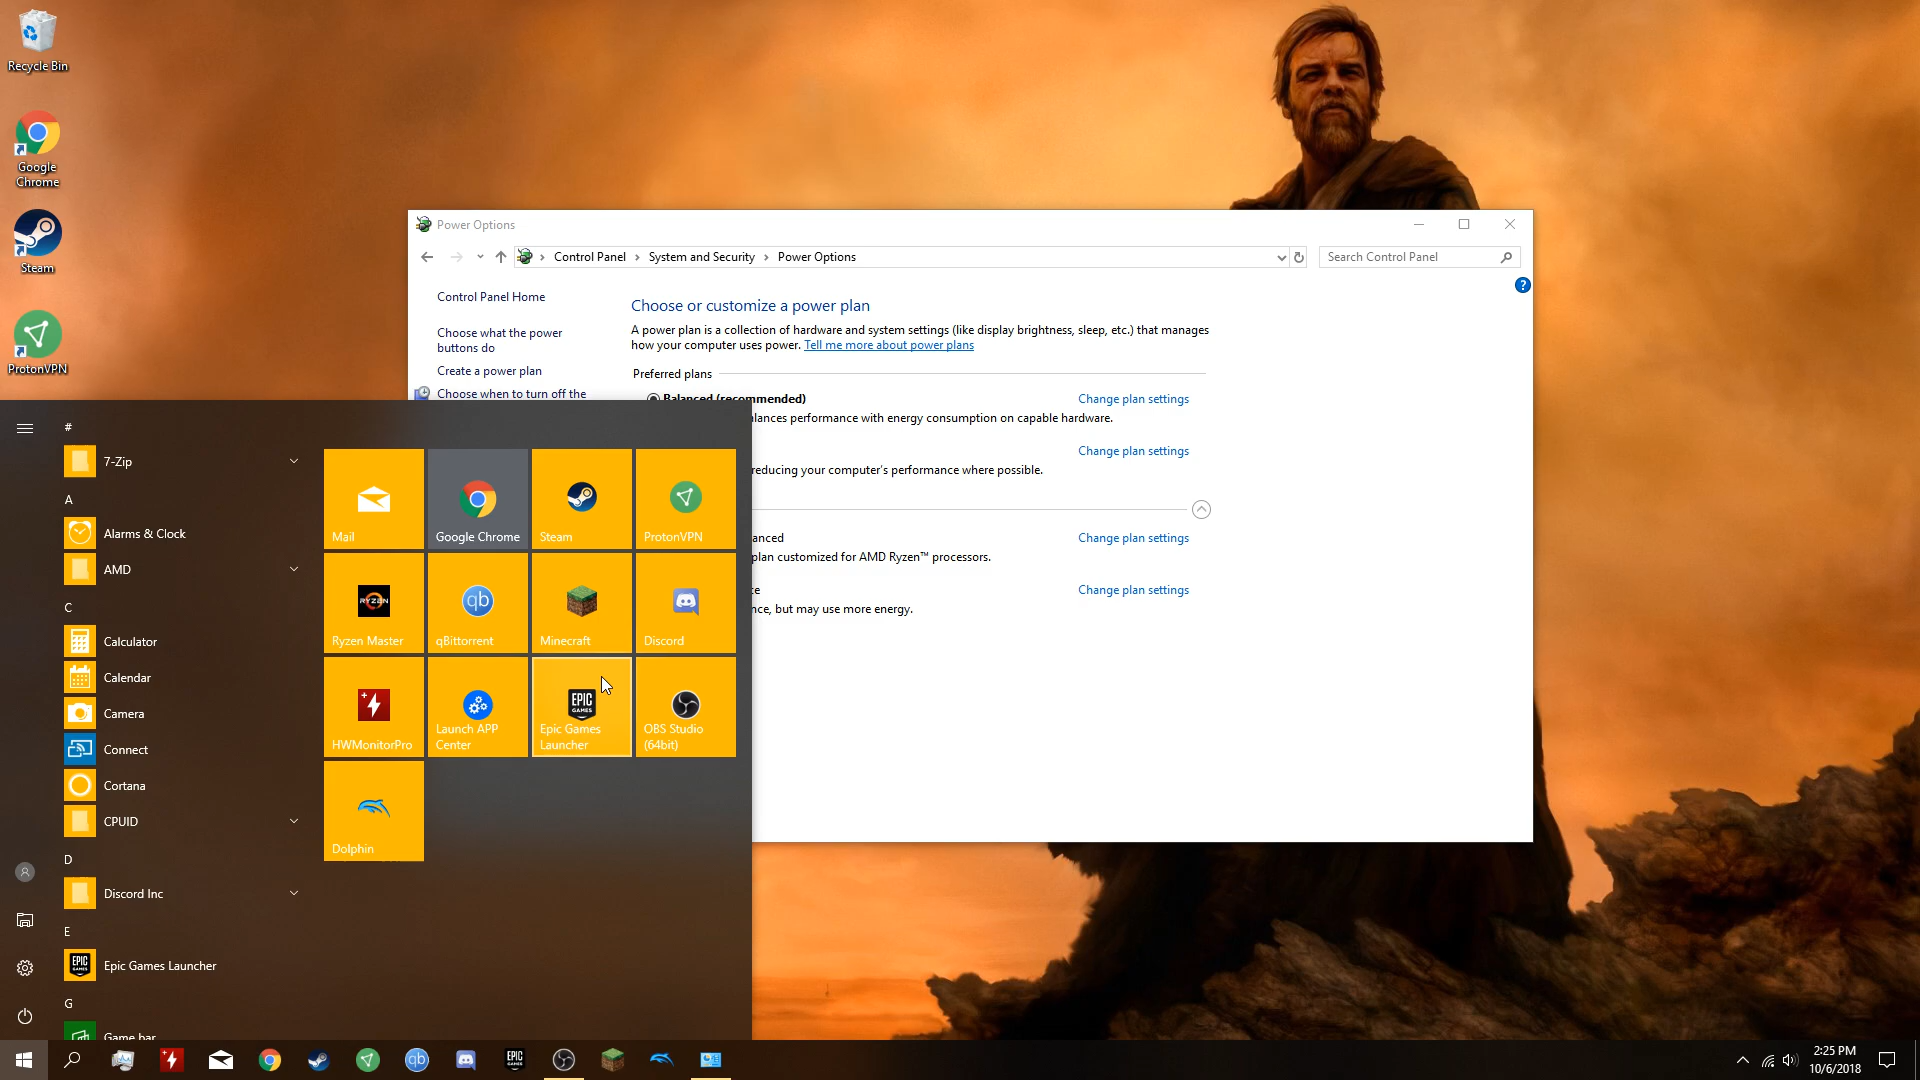 Recycle Bin
Google
Chrome
Steam
ProtonVPN
Power Options
Control Panel
System and Security
Power Options
Search Control Panel
Control Panel Home
Choose what the power
buttons do
Create a power plan
Choose when to turn off the
Choose or customize a power plan
A power plan is a collection of hardware and system settings (like display brightness, sleep, etc.) that manages
how your computer uses power. Tell me more about power plans
Preferred plans
Balanced (recommended)
Change plan settings
lances performance with energy consumption on capable hardware.
Change plan settings
educing your computer's performance where possible.
anced
Change plan settings
plan customized for AMD Ryzen™ processors.
ce
Change plan settings
nce, but may use more energy.
#
7-Zip
A
Alarms & Clock
AMD
C
Calculator
Calendar
Camera
Connect
Cortana
CPUID
D
Discord Inc
E
Epic Games Launcher
G
Game bar
Mail
Google Chrome
Steam
ProtonVPN
RYZEN
Ryzen Master
qb
qBittorrent
Minecraft
Discord
HWMonitorPro
Launch APP
Center
EPIC
GAMES
Epic Games
Launcher
OBS Studio
(64bit)
Dolphin
2:25 PM
10/6/2018